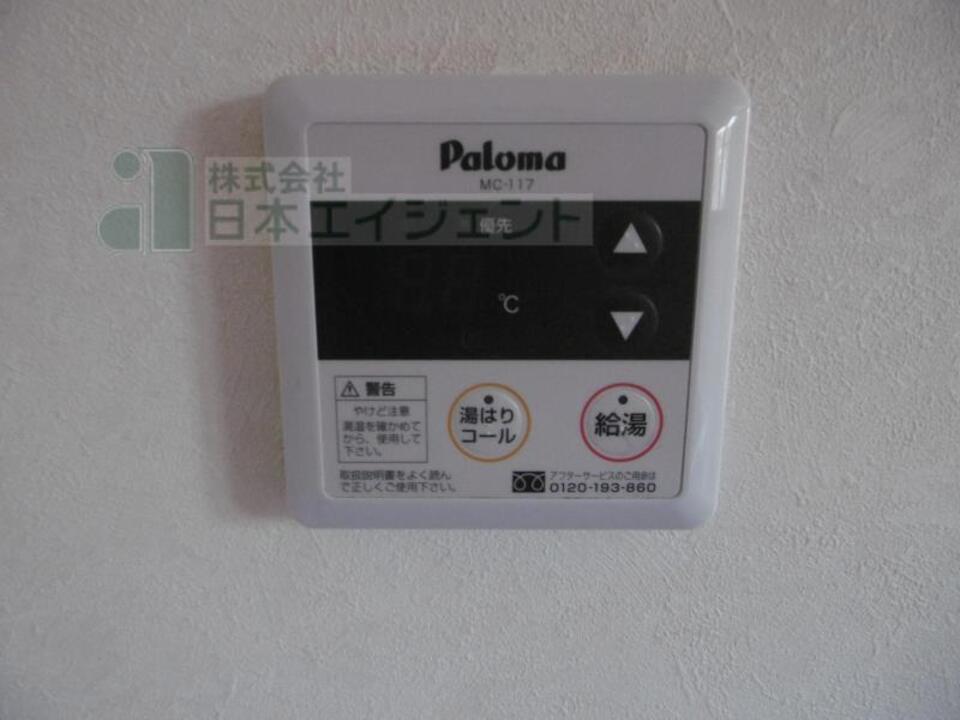 Paloma
MC-117
株式会社
日本エイジェント
優先
℃
警告
やけど注意
湯温を確かめて
から、使用して
下さい。
湯はり
コール
給湯
取扱説明書をよく読ん
で正しくご使用下さい。
アフターサービスのご用命は
0120-193-860